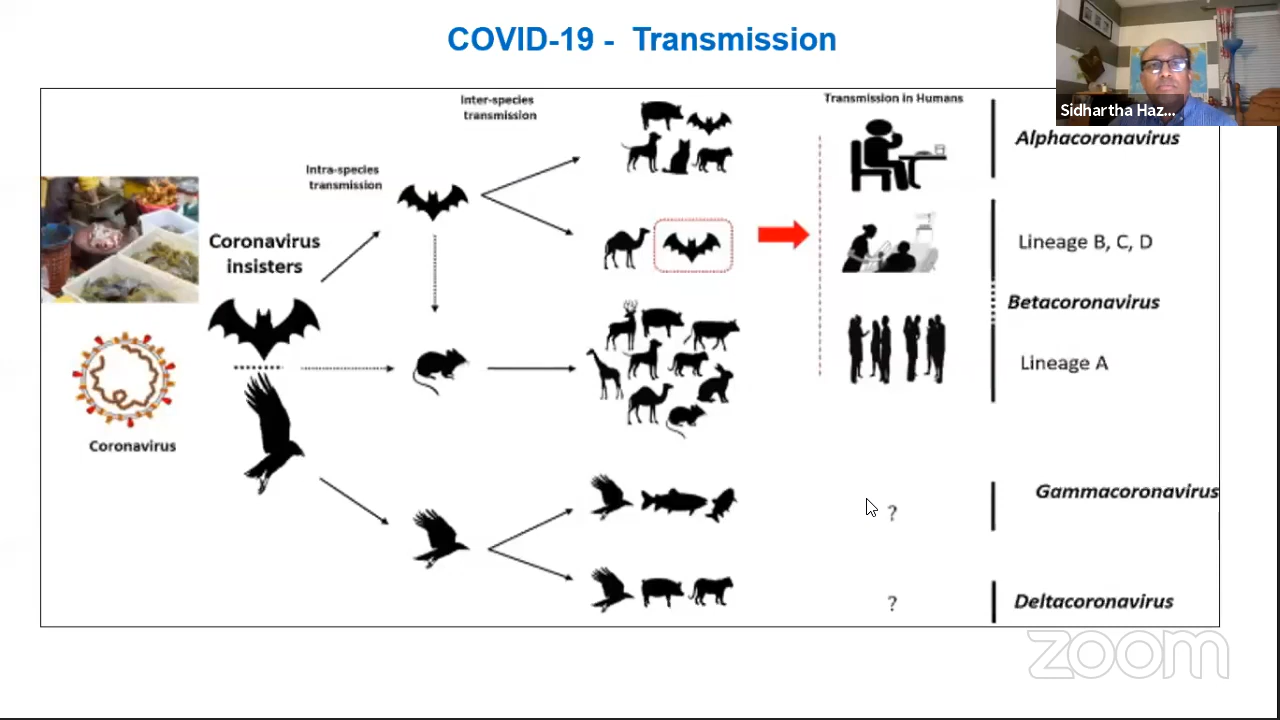 COVID-19 - Transmission
Sidhartha Haz...
Inter-species
transmission
Transmission in Humans
Alphacoronavirus
Intra-species
transmission
Coronavirus
insisters
Lineage B, C, D
Betacoronavirus
Lineage A
Coronavirus
Gammacoronavirus
?
Deltacoronavirus
?
zoom